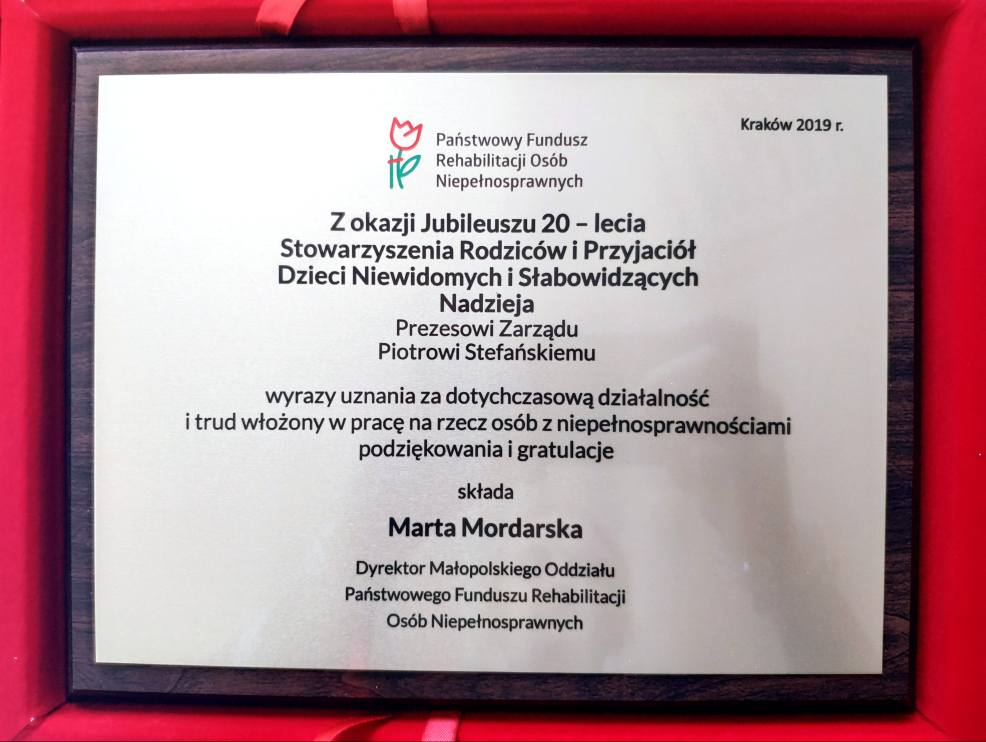 Kraków 2019 r.
Państwowy Fundusz
Rehabilitacji Osób
Niepełnosprawnych
Z okazji Jubileuszu 20 – lecia
Stowarzyszenia Rodziców i Przyjaciół
Dzieci Niewidomych i Słabowidzących
Nadzieja
Prezesowi Zarządu
Piotrowi Stefańskiemu
wyrazy uznania za dotychczasową działalność
i trud włożony w pracę na rzecz osób z niepełnosprawnościami
podziękowania i gratulacje
składa
Marta Mordarska
Dyrektor Małopolskiego Oddziału
Państwowego Funduszu Rehabilitacji
Osób Niepełnosprawnych